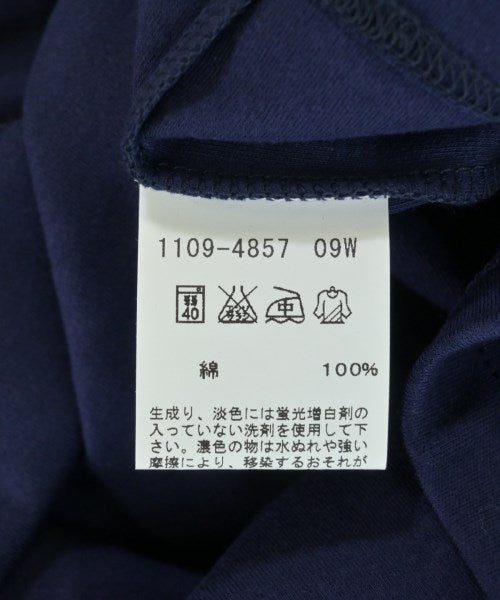 1109-4857 09W
弱
40
中
綿 100%
生成り、淡色には蛍光増白剤の
入っていない洗剤を使用して下
さい。濃色の物は水ぬれや強い
摩擦により、移染するおそれが